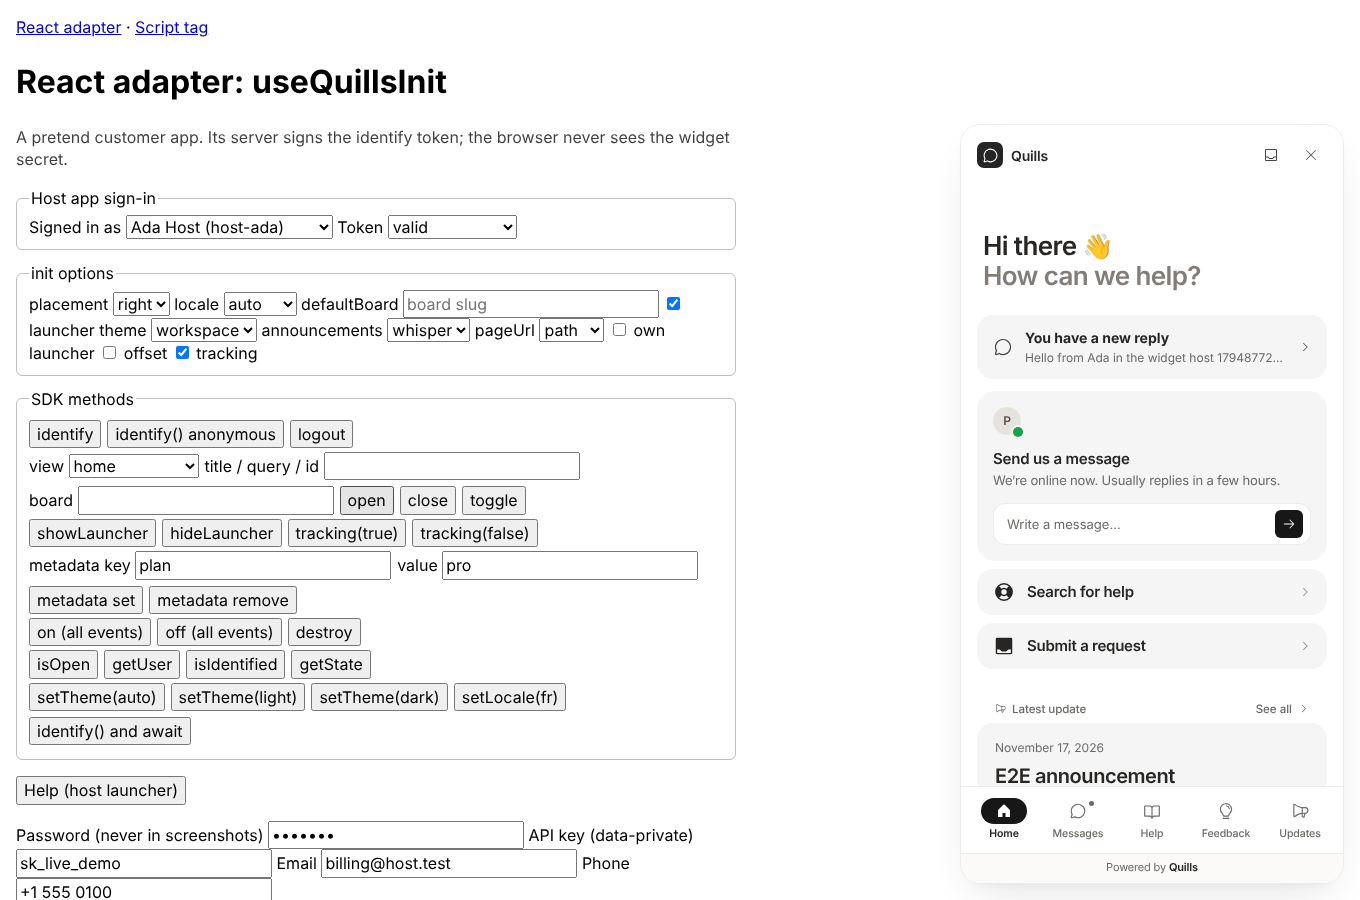 React adapter · Script tag
React adapter: useQuillsInit
A pretend customer app. Its server signs the identify token; the browser never sees the widget
secret.
Host app sign-in
Signed in as Ada Host (host-ada) Token valid
init options
placement right locale auto defaultBoard board slug
launcher theme workspace announcements whisper pageUrl path own
launcher offset tracking
SDK methods
identify identify() anonymous logout
view home title / query / id
board open close toggle
showLauncher hideLauncher tracking(true) tracking(false)
metadata key plan value pro
metadata set metadata remove
on (all events) off (all events) destroy
isOpen getUser isIdentified getState
setTheme(auto) setTheme(light) setTheme(dark) setLocale(fr)
identify() and await
Help (host launcher)
Password (never in screenshots) ••••••• API key (data-private)
sk_live_demo Email billing@host.test Phone
+1 555 0100
Quills
Hi there 👋
How can we help?
You have a new reply
Hello from Ada in the widget host 17948772...
P
Send us a message
We're online now. Usually replies in a few hours.
Write a message...
Search for help
Submit a request
Latest update See all
November 17, 2026
E2E announcement
Home Messages Help Feedback Updates
Powered by Quills